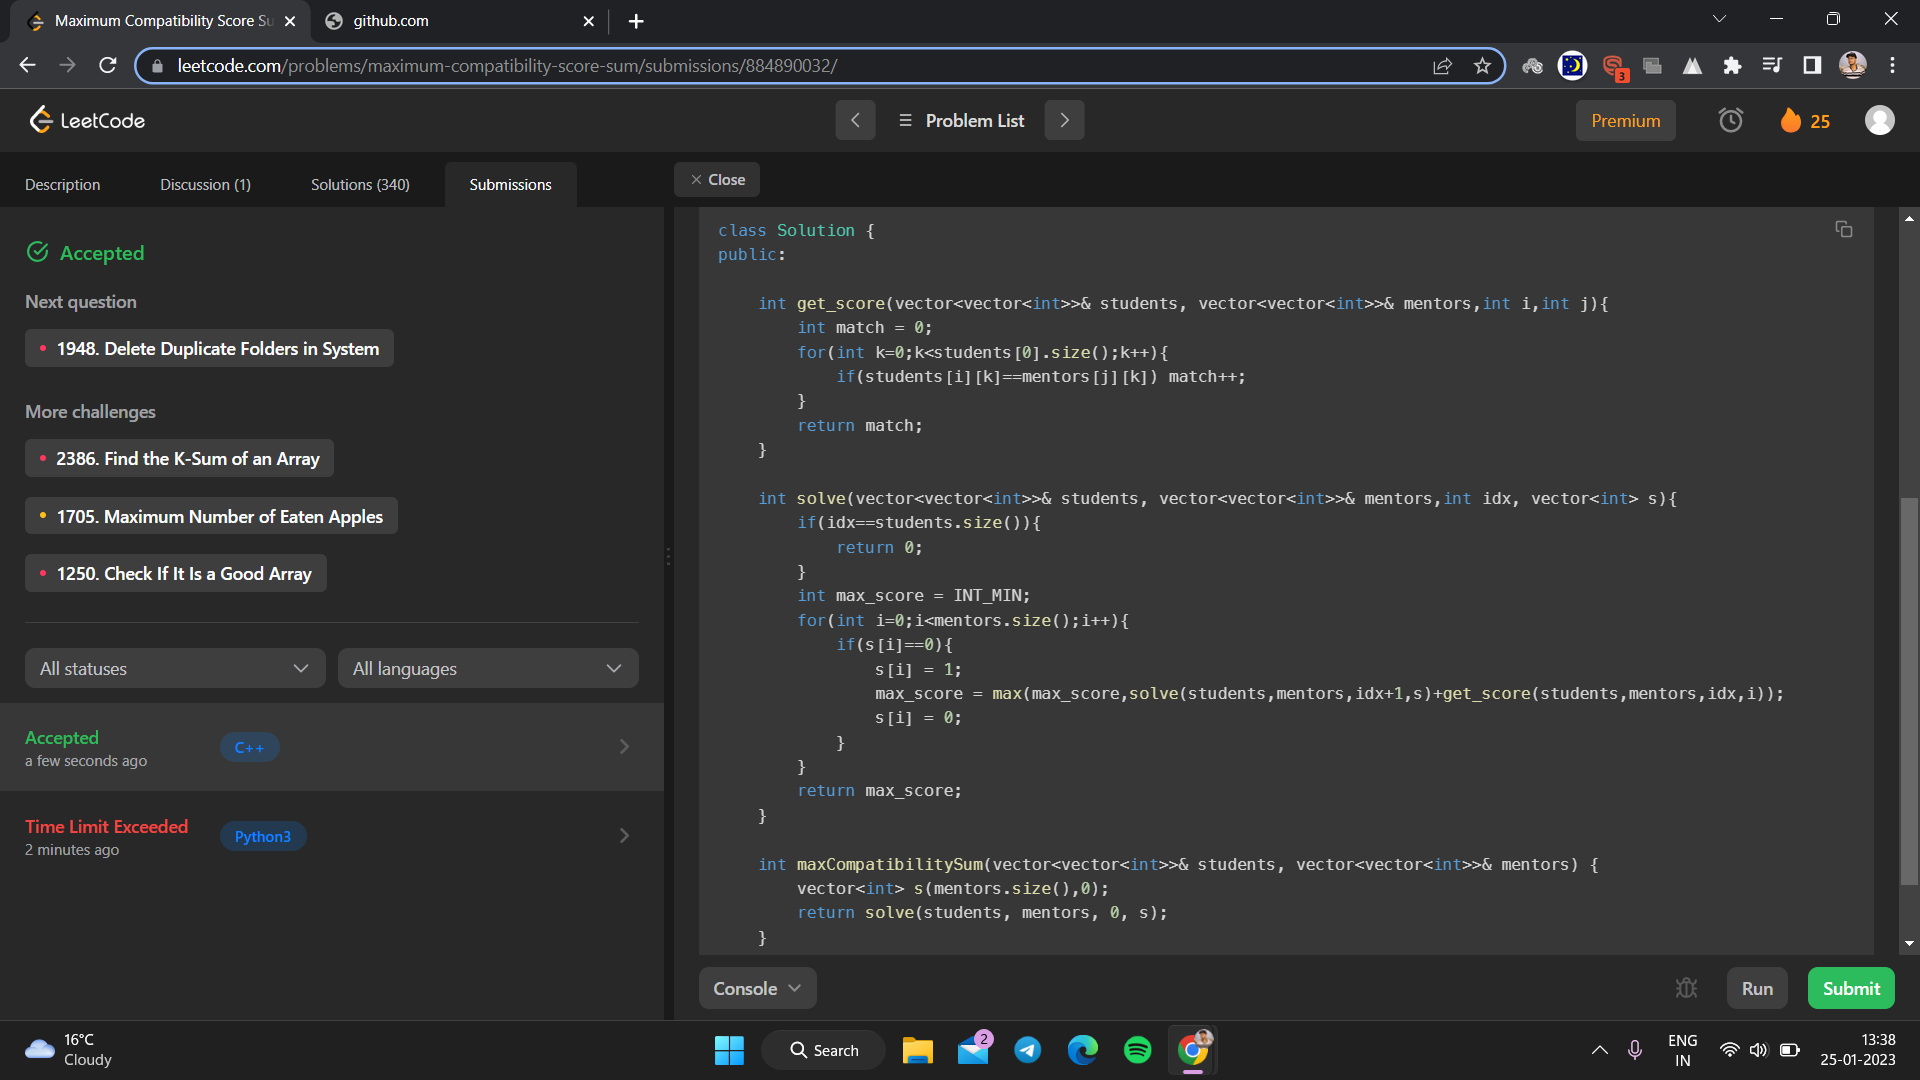 Maximum Compatibility Score Su
github.com
leetcode.com/problems/maximum-compatibility-score-sum/submissions/884890032/
3
LeetCode
Problem List
Premium
25
Description
Discussion (1)
Solutions (340)
Submissions
Close
Accepted
Next question
1948. Delete Duplicate Folders in System
More challenges
2386. Find the K-Sum of an Array
1705. Maximum Number of Eaten Apples
1250. Check If It Is a Good Array
All statuses
All languages
Accepted
a few seconds ago
C++
Time Limit Exceeded
2 minutes ago
Python3
class Solution {
public:
int get_score(vector<vector<int>>& students, vector<vector<int>>& mentors,int i,int j){
int match = 0;
for(int k=0;k<students[0].size();k++){
if(students[i][k]==mentors[j][k]) match++;
}
return match;
}
int solve(vector<vector<int>>& students, vector<vector<int>>& mentors,int idx, vector<int> s){
if(idx==students.size()){
return 0;
}
int max_score = INT_MIN;
for(int i=0;i<mentors.size();i++){
if(s[i]==0){
s[i] = 1;
max_score = max(max_score,solve(students,mentors,idx+1,s)+get_score(students,mentors,idx,i));
s[i] = 0;
}
}
return max_score;
}
int maxCompatibilitySum(vector<vector<int>>& students, vector<vector<int>>& mentors) {
vector<int> s(mentors.size(),0);
return solve(students, mentors, 0, s);
}
Console
Run
Submit
16°C
Cloudy
Search
2
ENG
IN
13:38
25-01-2023